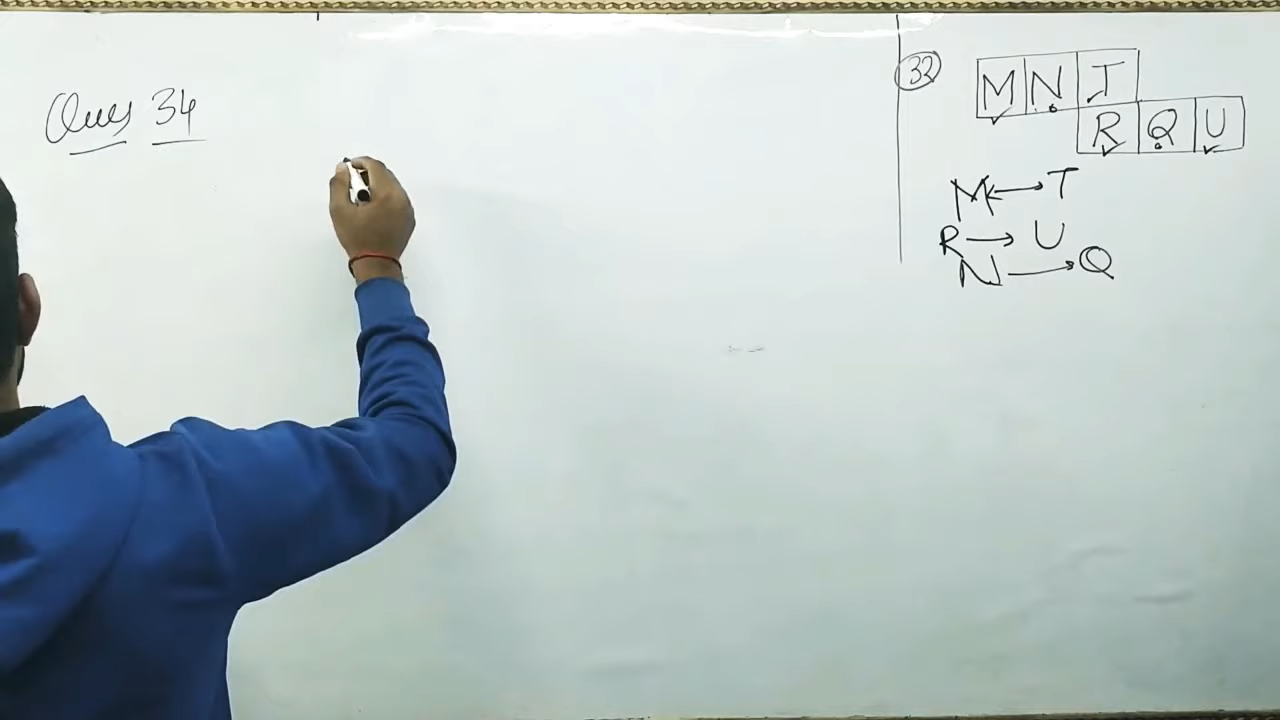 Ques 34
32
M N T
R Q U
M ↔ T
R → U
N → Q